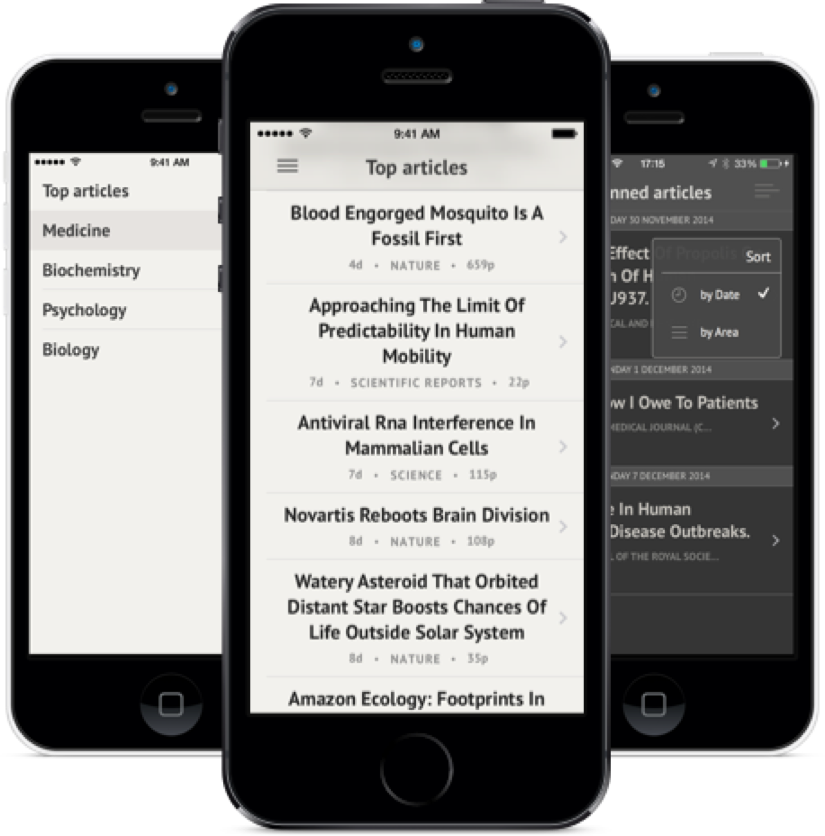 9:41 AM
Top articles
Medicine
Biochemistry
Psychology
Biology
9:41 AM
Top articles
Blood Engorged Mosquito Is A
Fossil First
4d • NATURE • 659p
Approaching The Limit Of
Predictability In Human
Mobility
7d • SCIENTIFIC REPORTS • 22p
Antiviral Rna Interference In
Mammalian Cells
7d • SCIENCE • 115p
Novartis Reboots Brain Division
8d • NATURE • 108p
Watery Asteroid That Orbited
Distant Star Boosts Chances Of
Life Outside Solar System
8d • NATURE • 35p
Amazon Ecology: Footprints In
17:15 33%
nned articles
DAY 30 NOVEMBER 2014
Effect Of Propolis
n Of H
J937.
CAL AND
Sort
by Date
by Area
NDAY 1 DECEMBER 2014
ow I Owe To Patients
MEDICAL JOURNAL (C...
DAY 7 DECEMBER 2014
e In Human
Disease Outbreaks.
L OF THE ROYAL SOCIE...